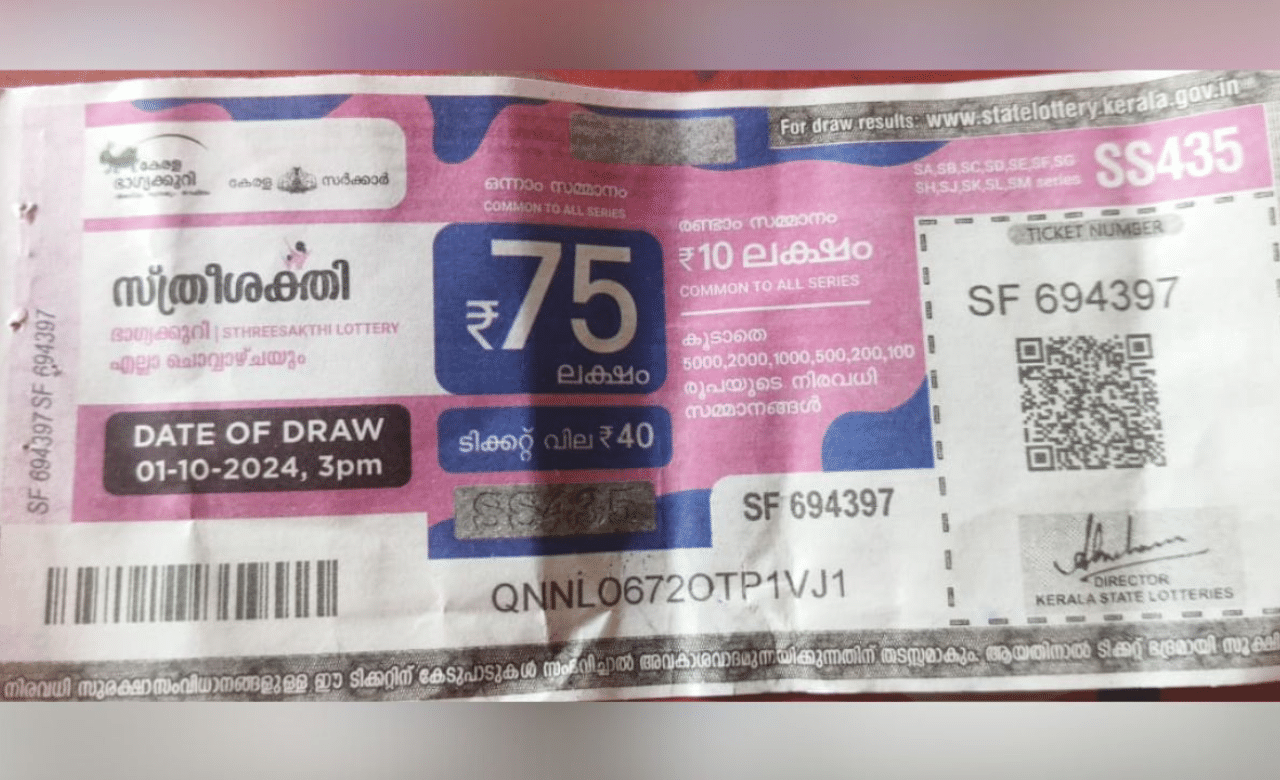 For draw results: www.statelottery.kerala.gov.in
കേരള
ഭാഗ്യക്കുറി
കേരള സർക്കാർ
ഒന്നാം സമ്മാനം
COMMON TO ALL SERIES
SA,SB,SC,SD,SE,SF,SG
SH,SJ,SK,SL,SM series
SS435
സ്ത്രീശക്തി
ഭാഗ്യക്കുറി | STHREESAKTHI LOTTERY
എല്ലാ ചൊവ്വാഴ്ചയും
₹75
ലക്ഷം
രണ്ടാം സമ്മാനം
₹10 ലക്ഷം
COMMON TO ALL SERIES
കൂടാതെ
5000,2000,1000,500,200,100
രൂപയുടെ നിരവധി
സമ്മാനങ്ങൾ
TICKET NUMBER
SF 694397
DATE OF DRAW
01-10-2024, 3pm
ടിക്കറ്റ് വില ₹40
SS435
SF 694397
SF 694397 SF 694397
QNNL0672OTP1VJ1
DIRECTOR
KERALA STATE LOTTERIES
നിരവധി സുരക്ഷാസംവിധാനങ്ങളുള്ള ഈ ടിക്കറ്റിന് കേടുപാടുകൾ സംഭവിച്ചാൽ അവകാശവാദമുന്നയിക്കുന്നതിന് തടസ്സമാകും. ആയതിനാൽ ടിക്കറ്റ് ഭദ്രമായി